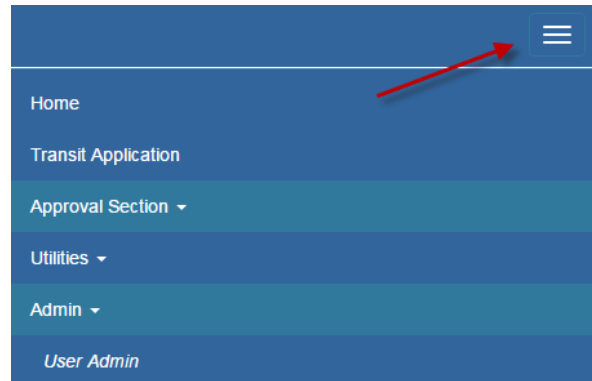 Home
Transit Application
Approval Section
Utilities
Admin
User Admin